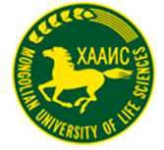 ХААИС
MONGOLIAN UNIVERSITY OF LIFE SCIENCES